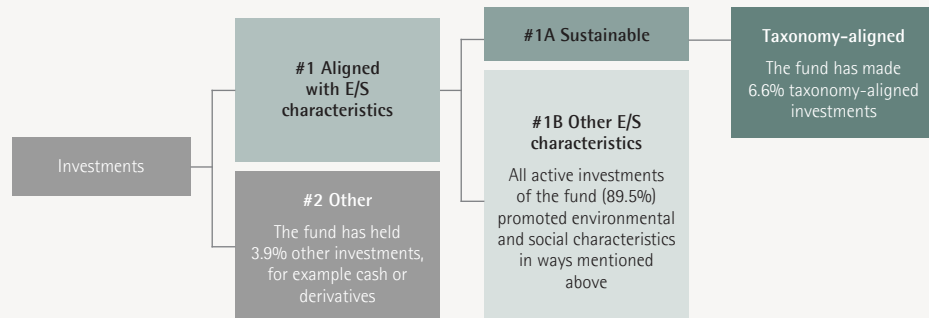 Investments
#1 Aligned
with E/S
characteristics
#2 Other
The fund has held
3.9% other investments,
for example cash or
derivatives
#1A Sustainable
#1B Other E/S
characteristics
All active investments
of the fund (89.5%)
promoted environmental
and social characteristics
in ways mentioned
above
Taxonomy-aligned
The fund has made
6.6% taxonomy-aligned
investments